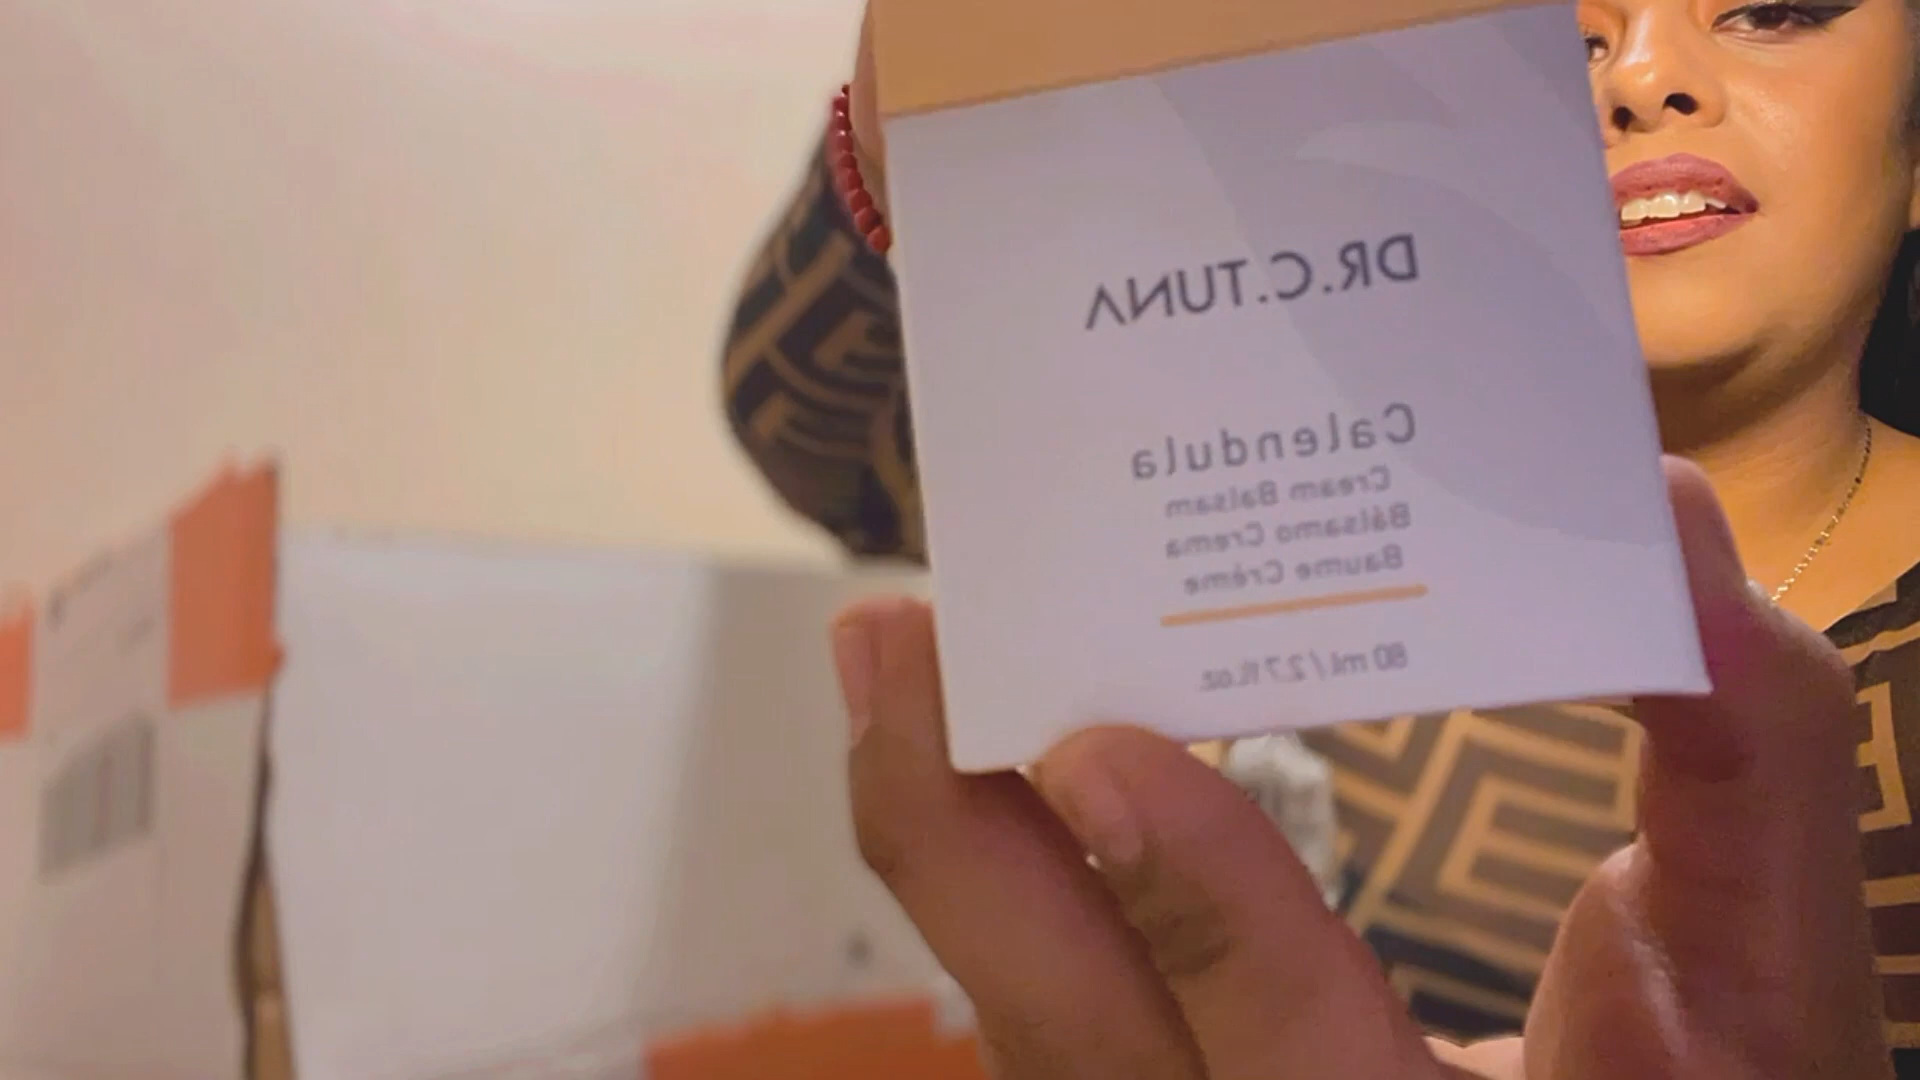 DR.C.TUNA
Calendula
Cream Balsam
Bálsamo Crema
Baume Crème
80 ml / 2.7 fl.oz.